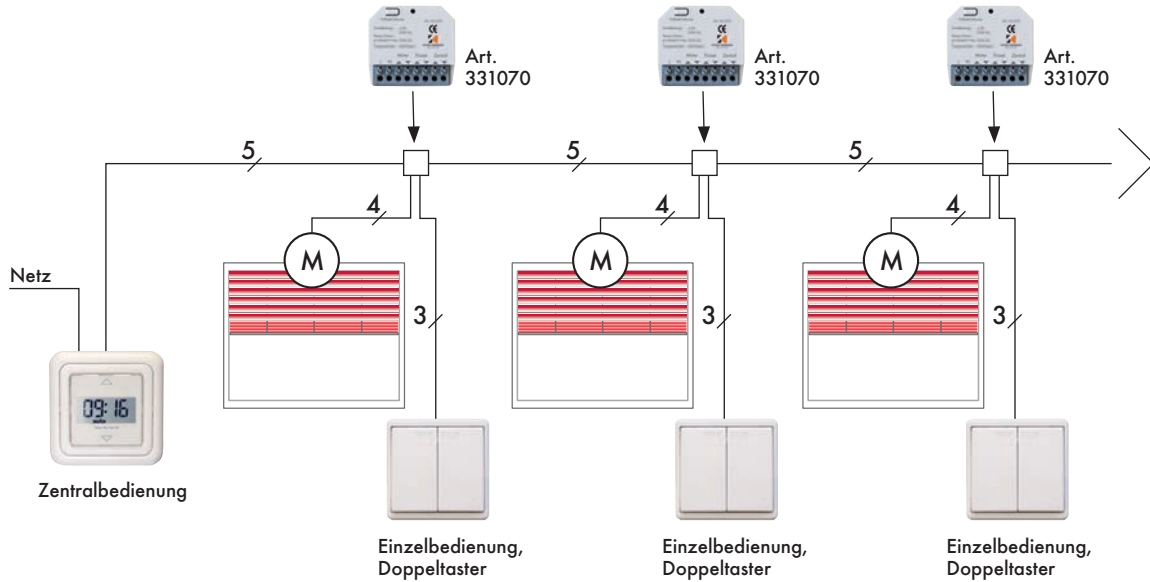 Art.
331070
Art.
331070
Art.
331070
5
5
5
4
4
4
M
M
M
Netz
3
3
3
09:16
Zentralbedienung
Einzelbedienung,
Doppeltaster
Einzelbedienung,
Doppeltaster
Einzelbedienung,
Doppeltaster